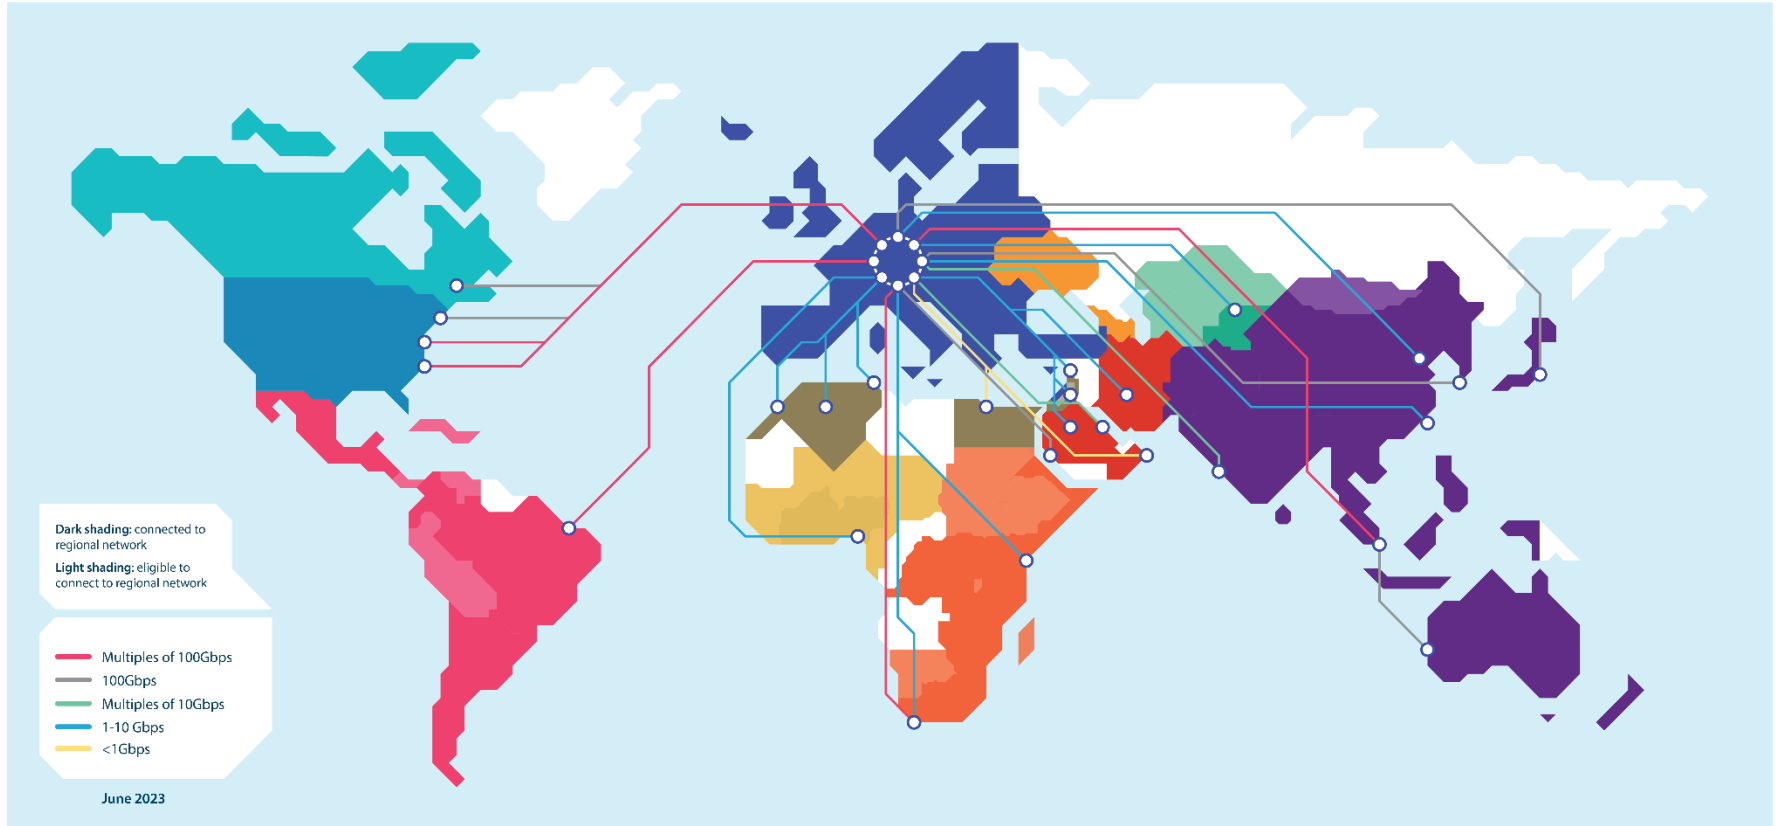 Dark shading: connected to
regional network
Light shading: eligible to
connect to regional network
Multiples of 100Gbps
100Gbps
Multiples of 10Gbps
1-10 Gbps
<1Gbps
June 2023